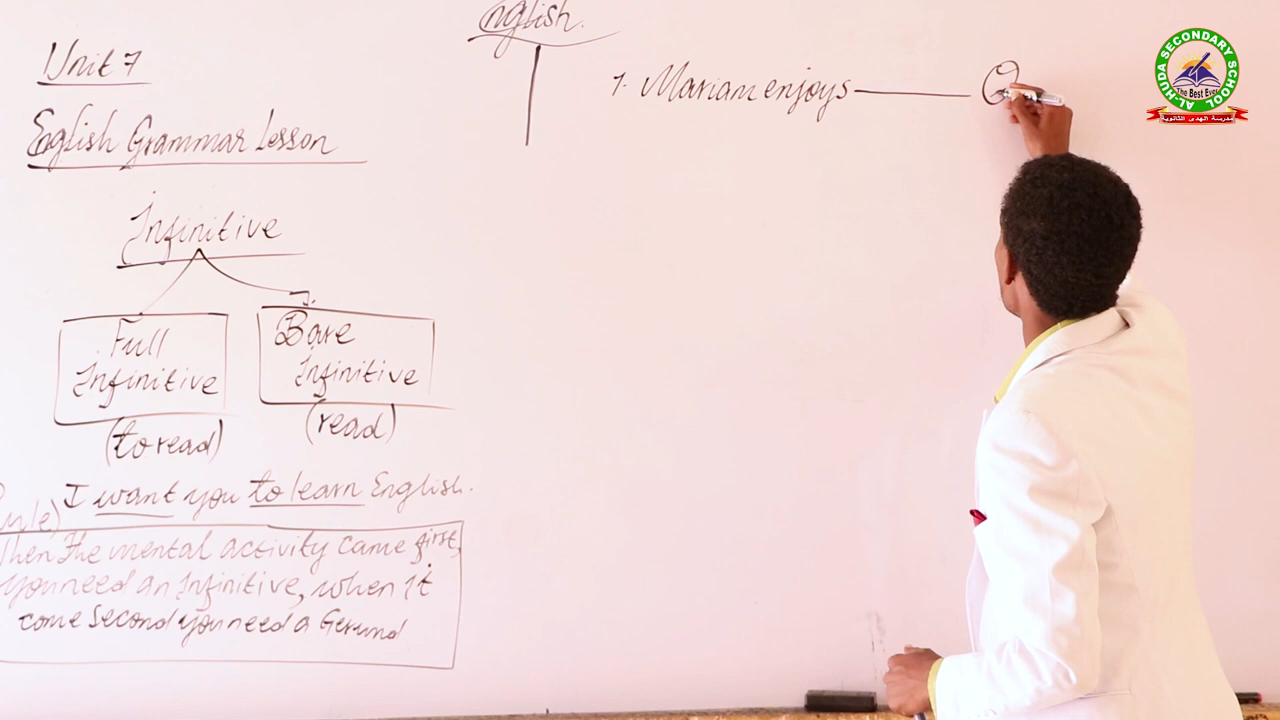 Unit 7
English Grammar Lesson
Infinitive
Full
Infinitive
(to read)
Bare
Infinitive
(read)
I want you to learn English.
When The mental activity came first,
you need an Infinitive, when it
come second you need a Gerund
English.
1. Mariam enjoys
AL-HUDA SECONDARY SCHOOL
The Best Ever
مدرسة الهدى الثانوية